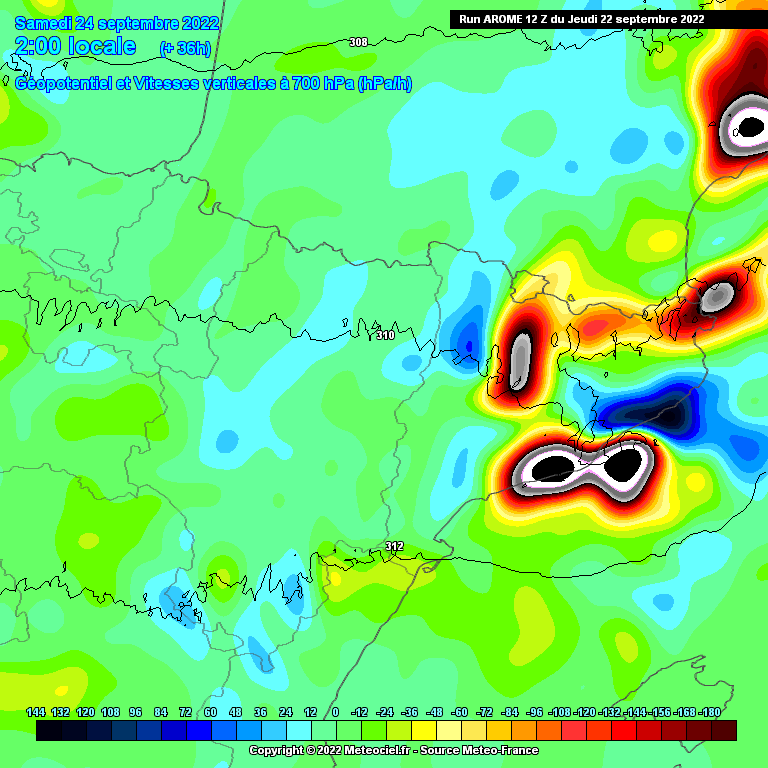 Samedi 24 septembre 2022
2:00 locale (+ 36h)
Géopotentiel et Vitesses verticales à 700 hPa (hPa/h)
Run AROME 12 Z du Jeudi 22 septembre 2022
308
310
312
144 132 120 108 96 84 72 60 48 36 24 12 0 -12 -24 -36 -48 -60 -72 -84 -96 -108 -120 -132 -144 -156 -168 -180
Copyright © 2022 Meteociel.fr - Source Meteo-France